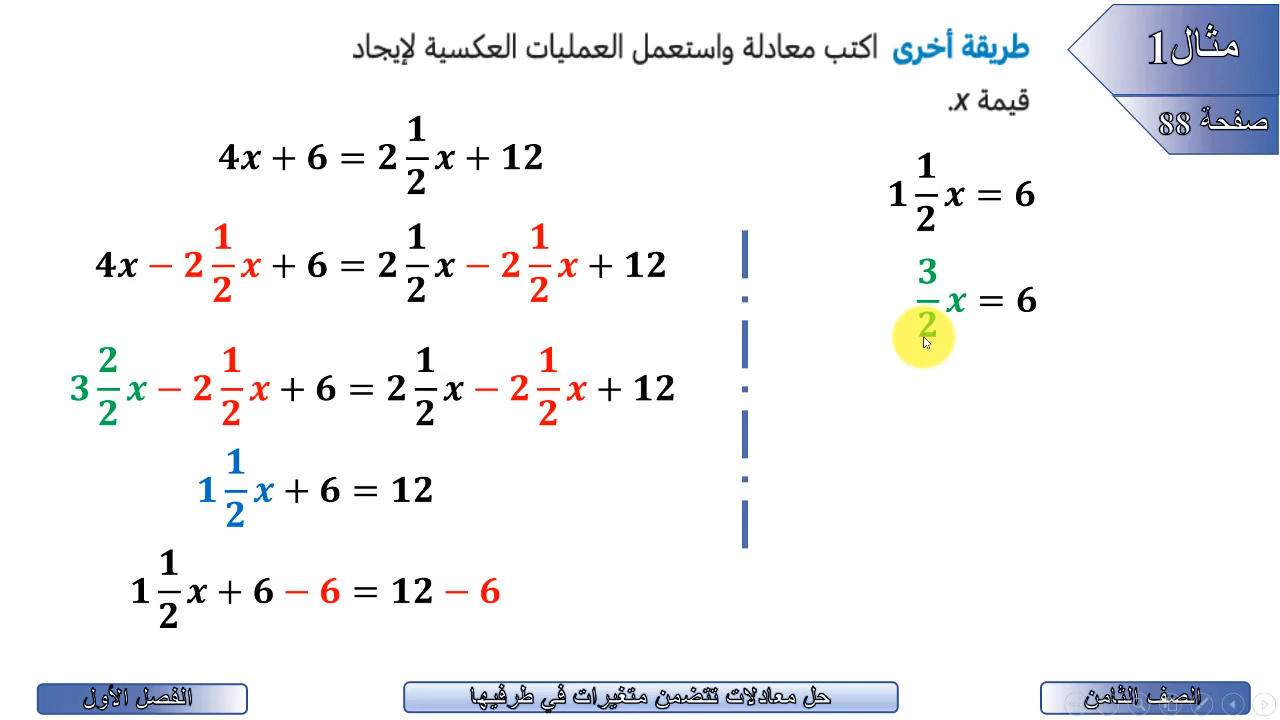 مثال1
صفحة 88
طريقة أخرى اكتب معادلة واستعمل العمليات العكسية لإيجاد
قيمة x.
4x + 6 = 2 1/2 x + 12
4x − 2 1/2 x + 6 = 2 1/2 x − 2 1/2 x + 12
3 2/2 x − 2 1/2 x + 6 = 2 1/2 x − 2 1/2 x + 12
1 1/2 x + 6 = 12
1 1/2 x + 6 − 6 = 12 − 6
1 1/2 x = 6
3/2 x = 6
الصف الثامن
حل معادلات تتضمن متغيرات في طرفيها
الفصل الأول